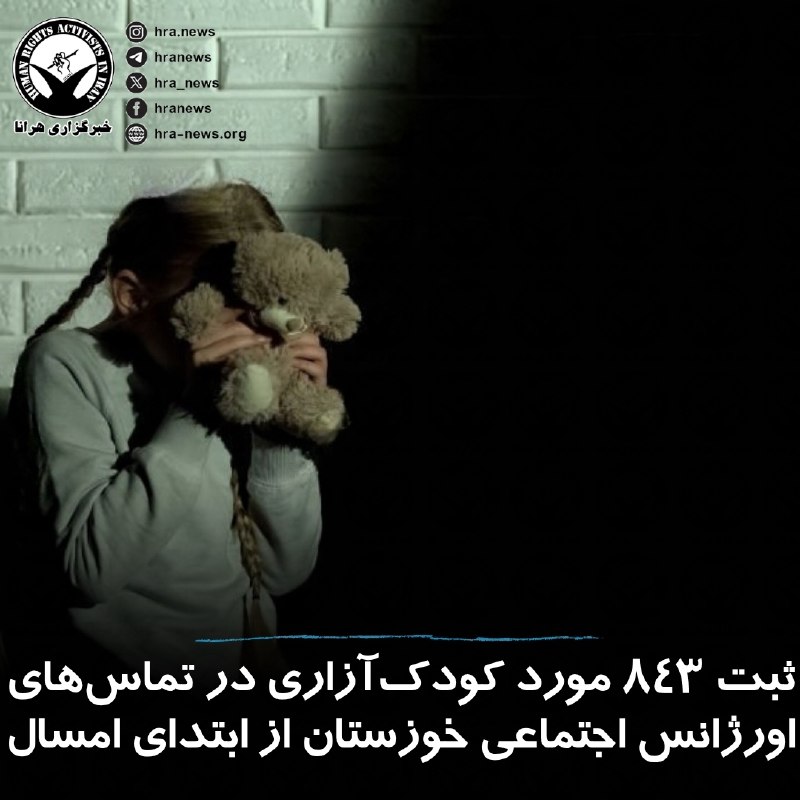 HUMAN RIGHTS ACTIVISTS IN IRAN
خبرگزاری هرانا
hra.news
hranews
hra_news
hranews
hra-news.org
ثبت ٨٤٣ مورد کودک‌آزاری در تماس‌های
اورژانس اجتماعی خوزستان از ابتدای امسال